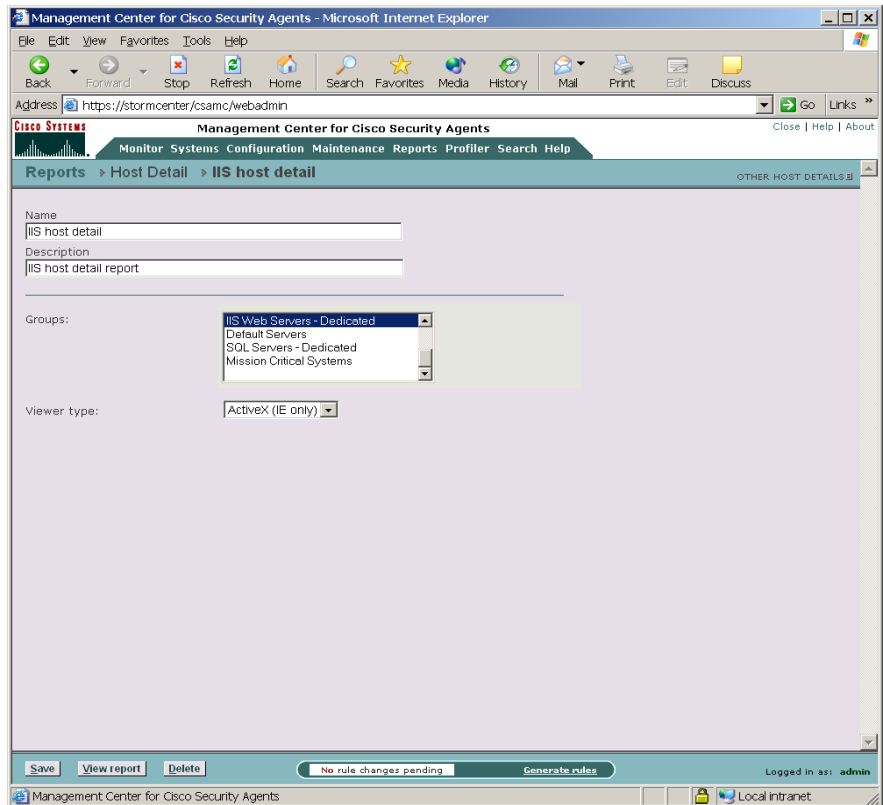 Management Center for Cisco Security Agents - Microsoft Internet Explorer
File Edit View Favorites Tools Help
Back Forward Stop Refresh Home Search Favorites Media History Mail Print Edit Discuss
Address https://stormcenter/csamc/webadmin Go Links »
CISCO SYSTEMS Management Center for Cisco Security Agents Close | Help | About
Monitor Systems Configuration Maintenance Reports Profiler Search Help
Reports Host Detail IIS host detail OTHER HOST DETAILS
Name
IIS host detail
Description
IIS host detail report
Groups:
IIS Web Servers - Dedicated
Default Servers
SQL Servers - Dedicated
Mission Critical Systems
Viewer type: ActiveX (IE only)
Save View report Delete No rule changes pending Generate rules Logged in as: admin
Management Center for Cisco Security Agents Local intranet